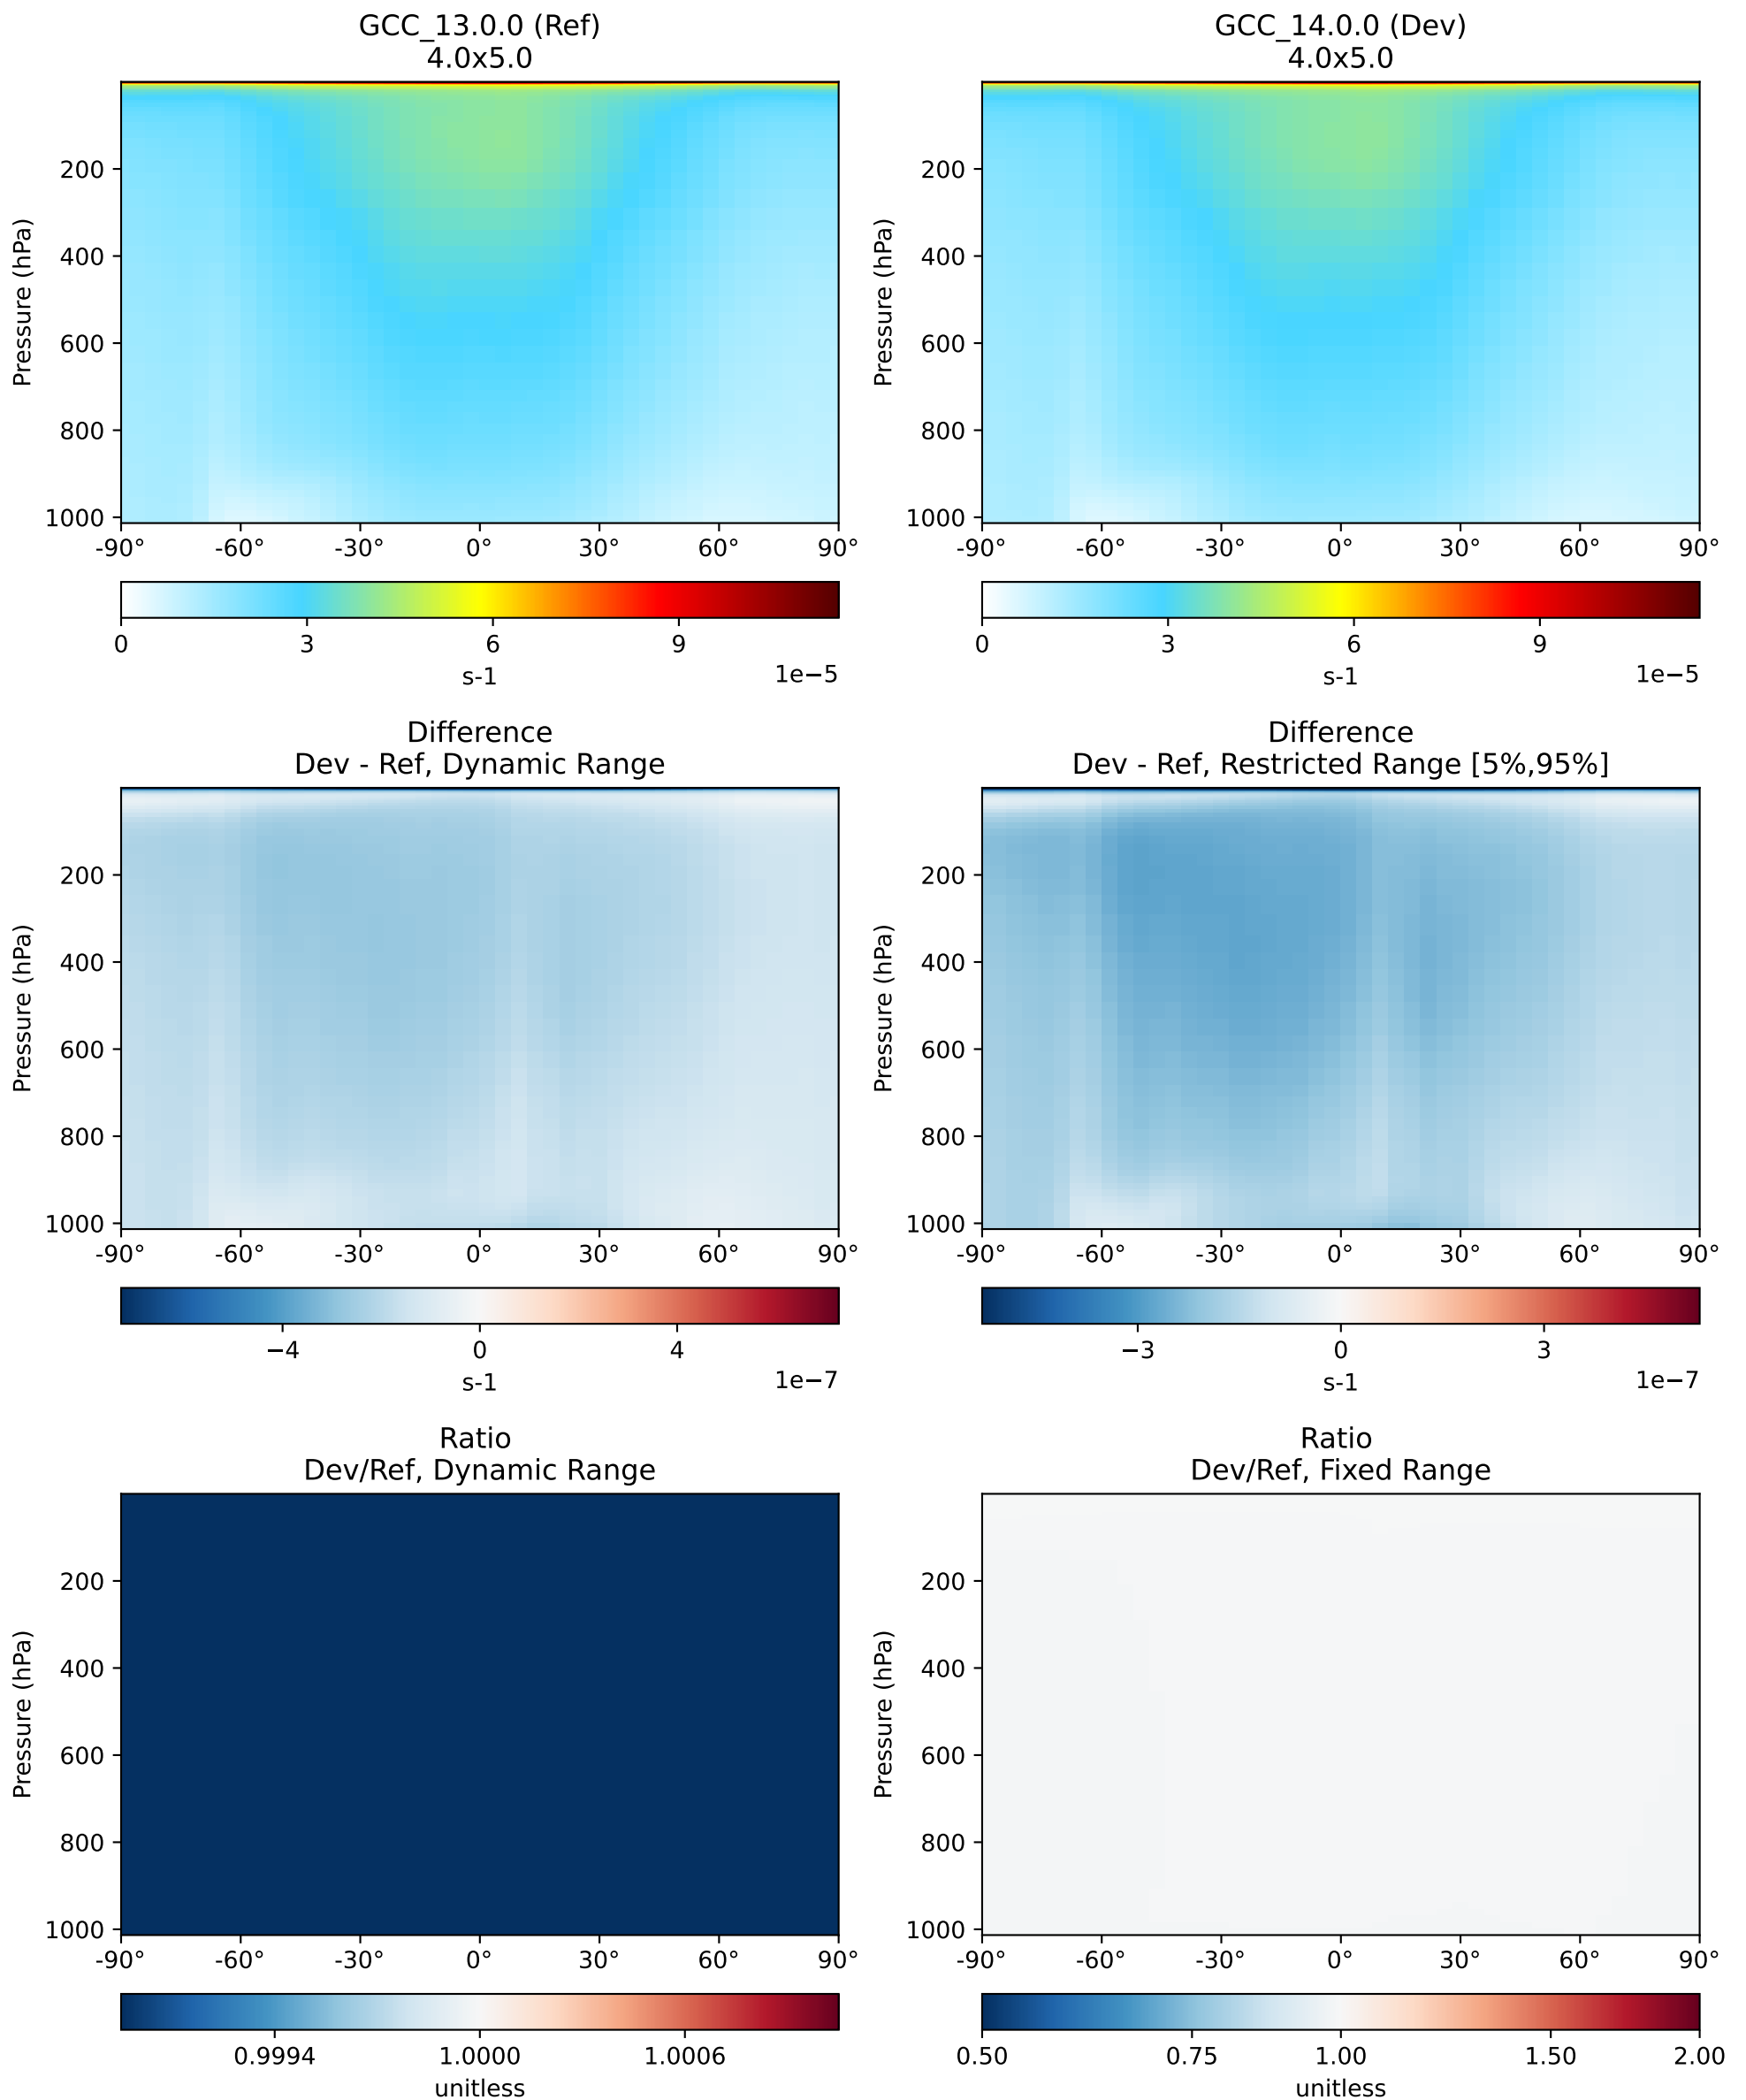 GCC_13.0.0 (Ref)
4.0x5.0
Pressure (hPa)
200
400
600
800
1000
-90° -60° -30° 0° 30° 60° 90°
0 3 6 9
s-1
1e−5
GCC_14.0.0 (Dev)
4.0x5.0
Pressure (hPa)
200
400
600
800
1000
-90° -60° -30° 0° 30° 60° 90°
0 3 6 9
s-1
1e−5
Difference
Dev - Ref, Dynamic Range
Pressure (hPa)
200
400
600
800
1000
-90° -60° -30° 0° 30° 60° 90°
−4 0 4
s-1
1e−7
Difference
Dev - Ref, Restricted Range [5%,95%]
Pressure (hPa)
200
400
600
800
1000
-90° -60° -30° 0° 30° 60° 90°
−3 0 3
s-1
1e−7
Ratio
Dev/Ref, Dynamic Range
Pressure (hPa)
200
400
600
800
1000
-90° -60° -30° 0° 30° 60° 90°
0.9994 1.0000 1.0006
unitless
Ratio
Dev/Ref, Fixed Range
Pressure (hPa)
200
400
600
800
1000
-90° -60° -30° 0° 30° 60° 90°
0.50 0.75 1.00 1.50 2.00
unitless